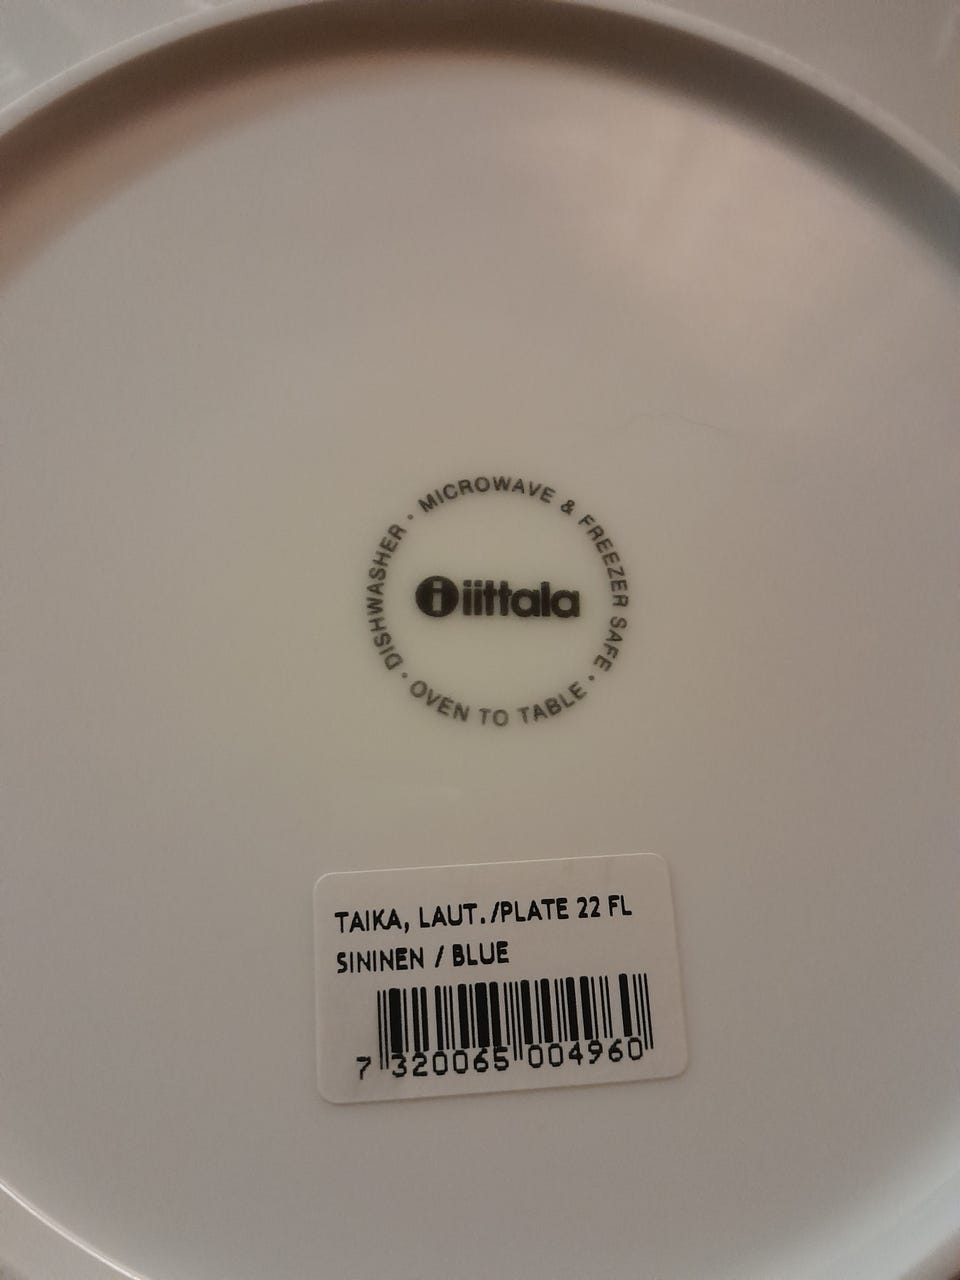 DISHWASHER · MICROWAVE & FREEZER SAFE · OVEN TO TABLE ·
i iittala
TAIKA, LAUT./PLATE 22 FL
SININEN / BLUE
7 320065 004960